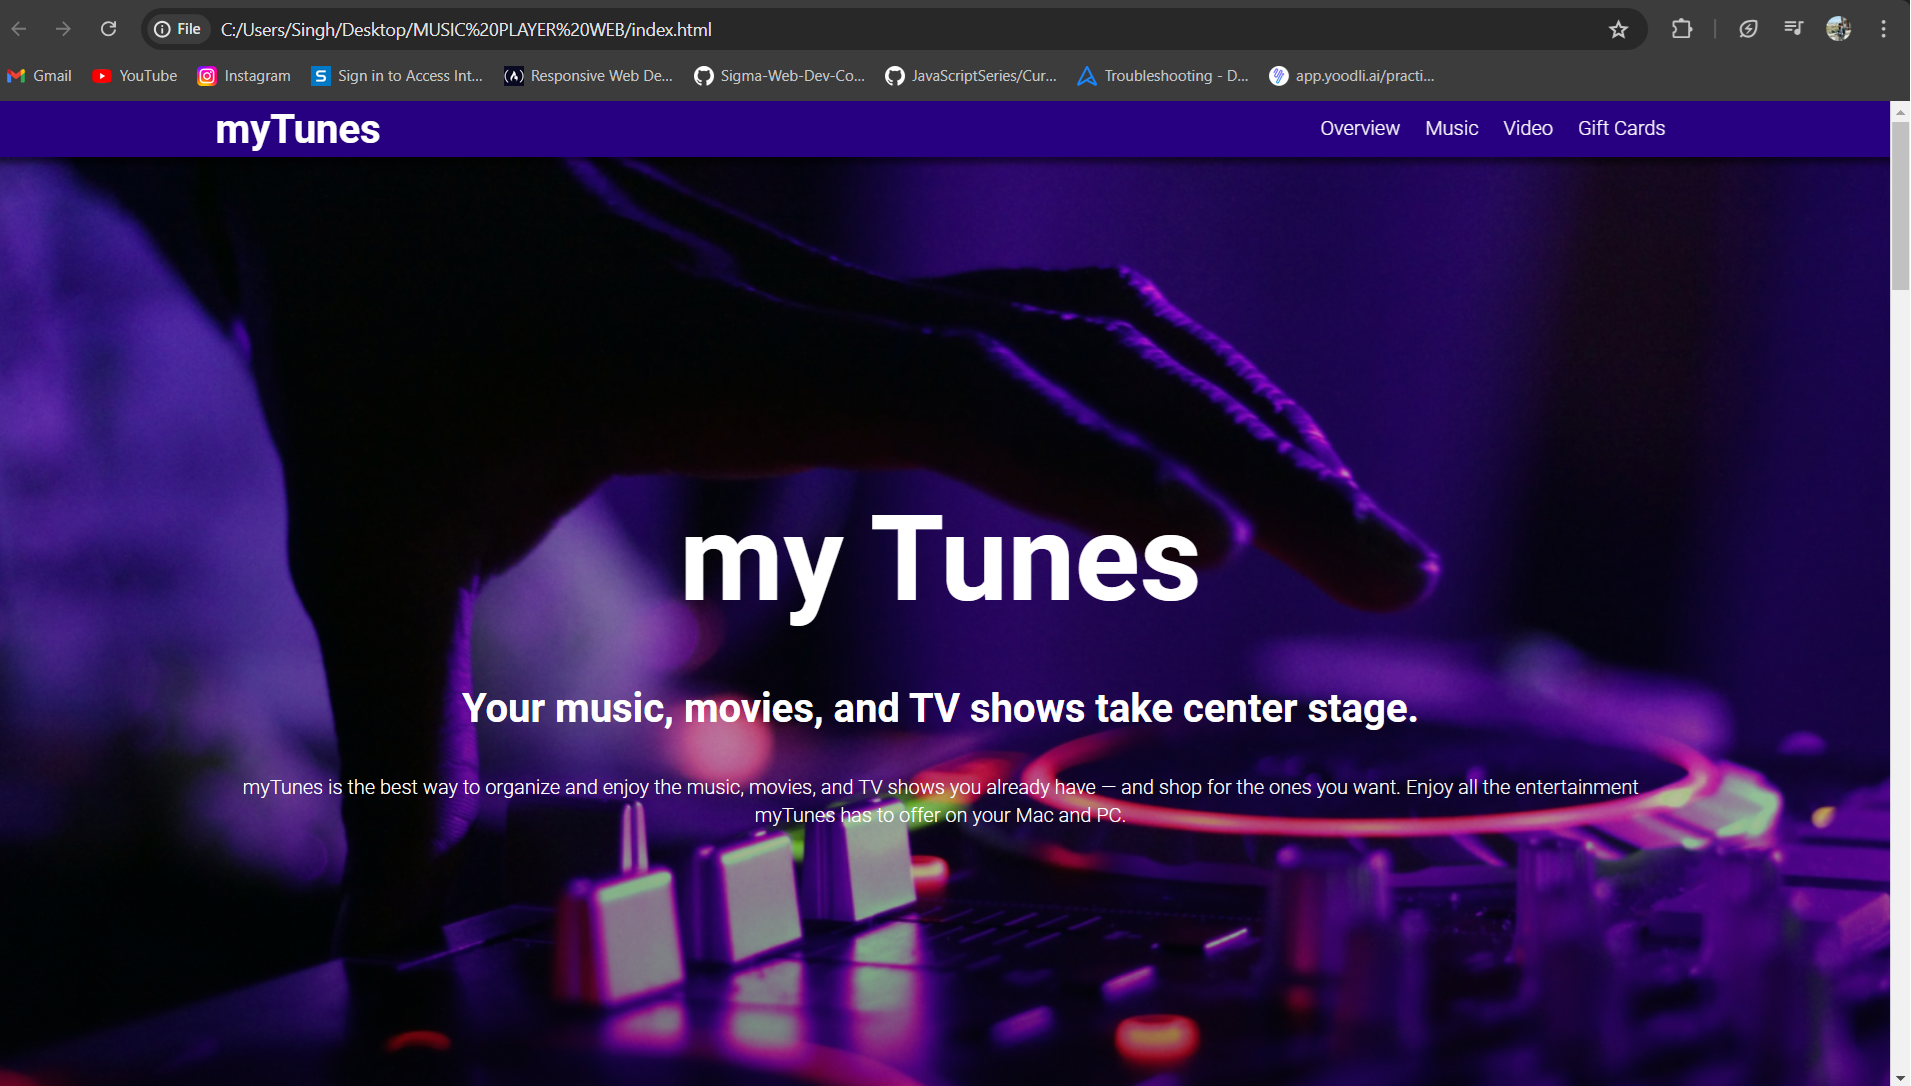 File C:/Users/Singh/Desktop/MUSIC%20PLAYER%20WEB/index.html
Gmail YouTube Instagram Sign in to Access Int... Responsive Web De... Sigma-Web-Dev-Co... JavaScriptSeries/Cur... Troubleshooting - D... app.yoodli.ai/practi...
myTunes Overview Music Video Gift Cards
my Tunes
Your music, movies, and TV shows take center stage.
myTunes is the best way to organize and enjoy the music, movies, and TV shows you already have — and shop for the ones you want. Enjoy all the entertainment
myTunes has to offer on your Mac and PC.